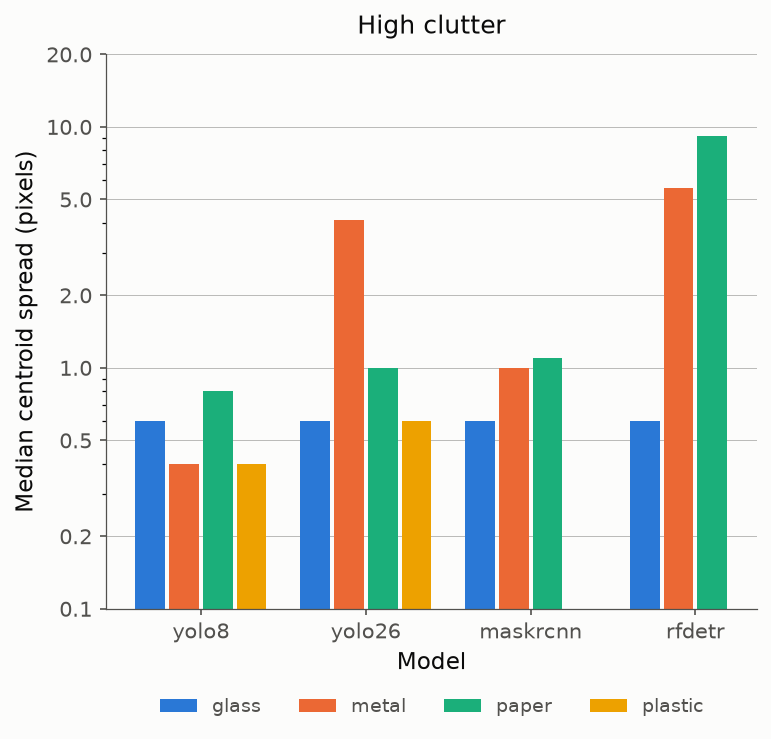 High clutter
20.0
10.0
5.0
2.0
1.0
0.5
0.2
0.1
Median centroid spread (pixels)
yolo8 yolo26 maskrcnn rfdetr
Model
glass metal paper plastic